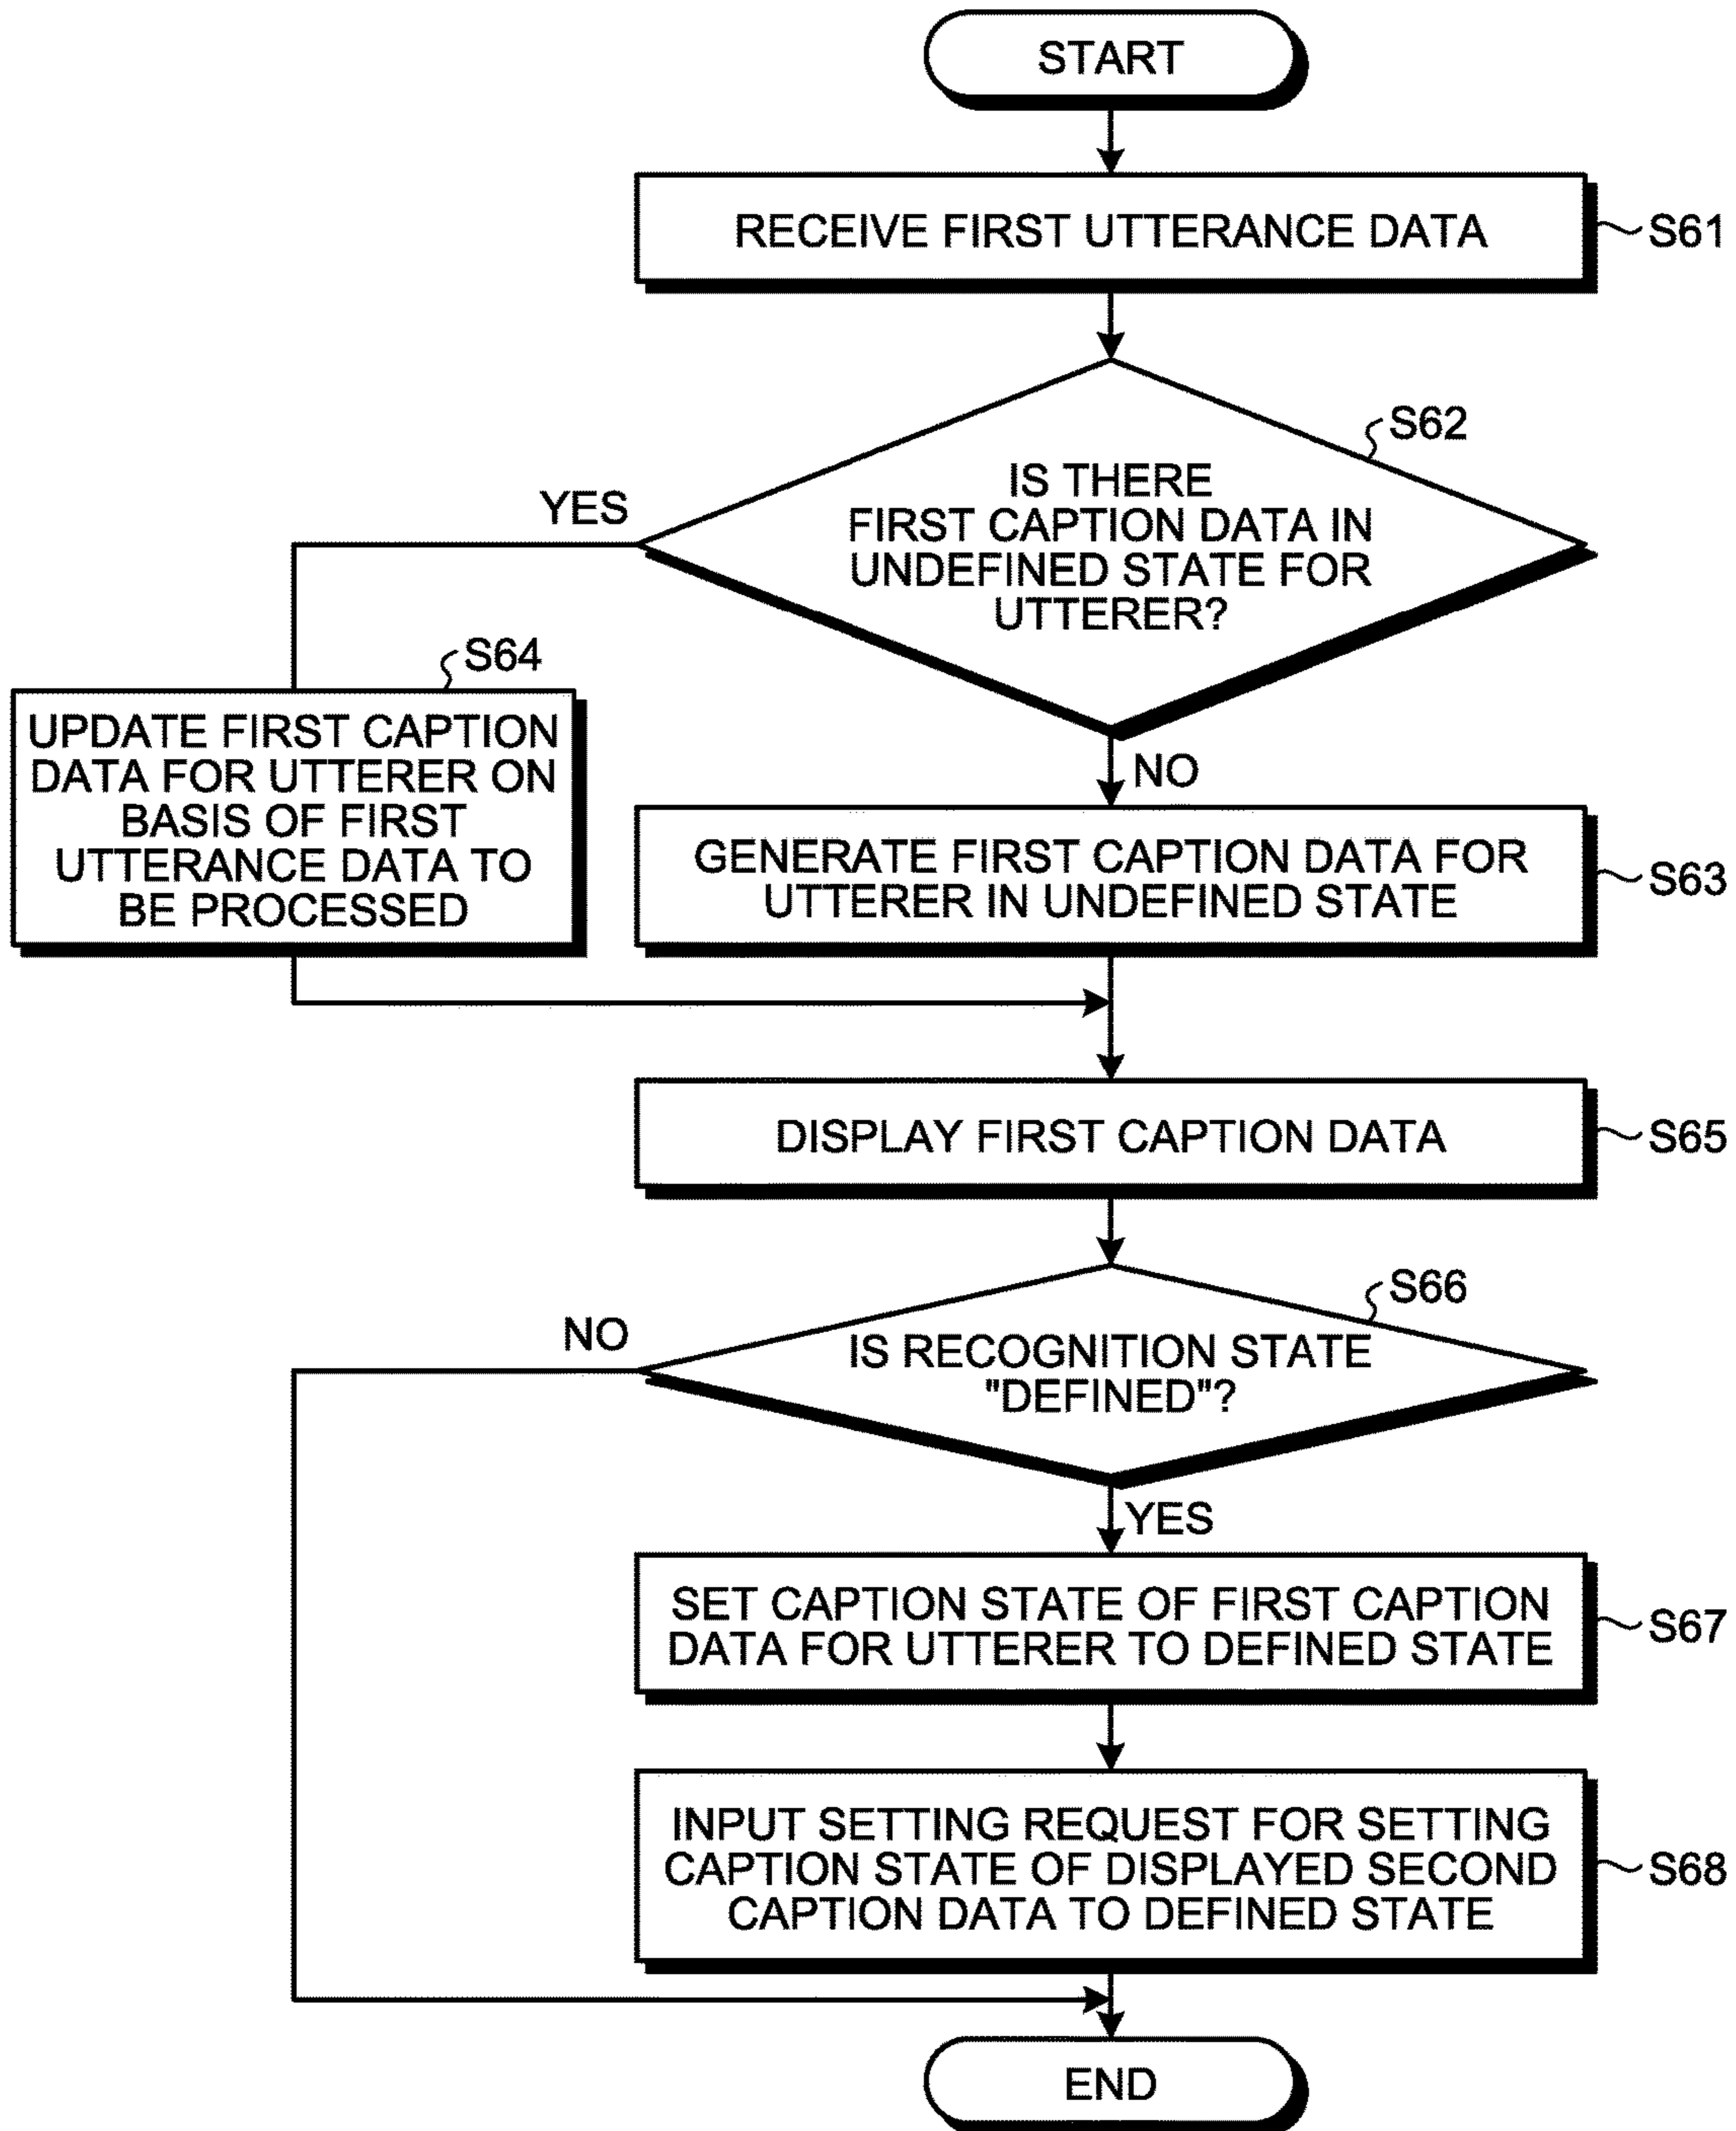 START
RECEIVE FIRST UTTERANCE DATA
S61
S62
IS THERE
FIRST CAPTION DATA IN
UNDEFINED STATE FOR
UTTERER?
YES
S64
UPDATE FIRST CAPTION
DATA FOR UTTERER ON
BASIS OF FIRST
UTTERANCE DATA TO
BE PROCESSED
NO
GENERATE FIRST CAPTION DATA FOR
UTTERER IN UNDEFINED STATE
S63
DISPLAY FIRST CAPTION DATA
S65
S66
NO
IS RECOGNITION STATE
"DEFINED"?
YES
SET CAPTION STATE OF FIRST CAPTION
DATA FOR UTTERER TO DEFINED STATE
S67
INPUT SETTING REQUEST FOR SETTING
CAPTION STATE OF DISPLAYED SECOND
CAPTION DATA TO DEFINED STATE
S68
END